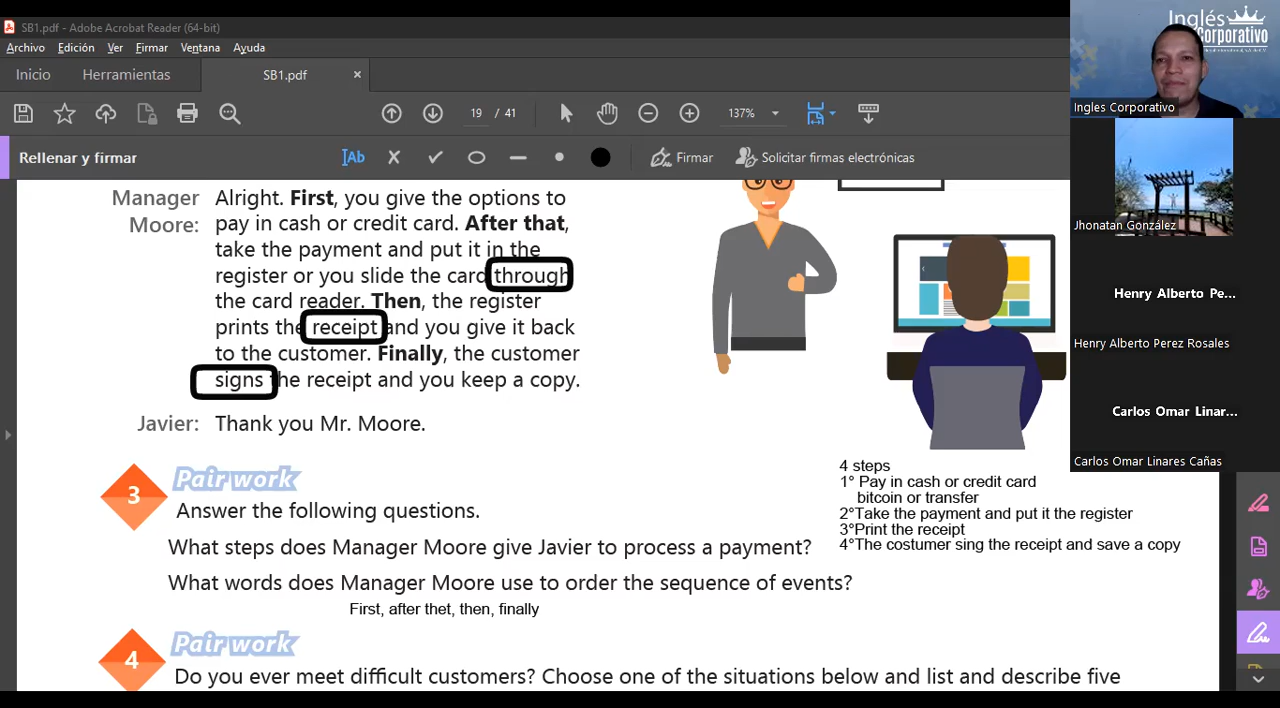 SB1.pdf - Adobe Acrobat Reader (64-bit)
Archivo Edición Ver Firmar Ventana Ayuda
Inicio Herramientas SB1.pdf ×
19 / 41 137%
Rellenar y firmar Ab Firmar Solicitar firmas electrónicas
Inglés
Corporativo
Ingles Corporativo
Jhonatan González
Henry Alberto Pe...
Henry Alberto Perez Rosales
Carlos Omar Linar...
Carlos Omar Linares Cañas
Manager Moore:
Alright. First, you give the options to
pay in cash or credit card. After that,
take the payment and put it in the
register or you slide the card through
the card reader. Then, the register
prints the receipt and you give it back
to the customer. Finally, the customer
signs the receipt and you keep a copy.
Javier: Thank you Mr. Moore.
3 Pair work
Answer the following questions.
What steps does Manager Moore give Javier to process a payment?
What words does Manager Moore use to order the sequence of events?
First, after thet, then, finally
4 steps
1° Pay in cash or credit card
bitcoin or transfer
2°Take the payment and put it the register
3°Print the receipt
4°The costumer sing the receipt and save a copy
4 Pair work
Do you ever meet difficult customers? Choose one of the situations below and list and describe five